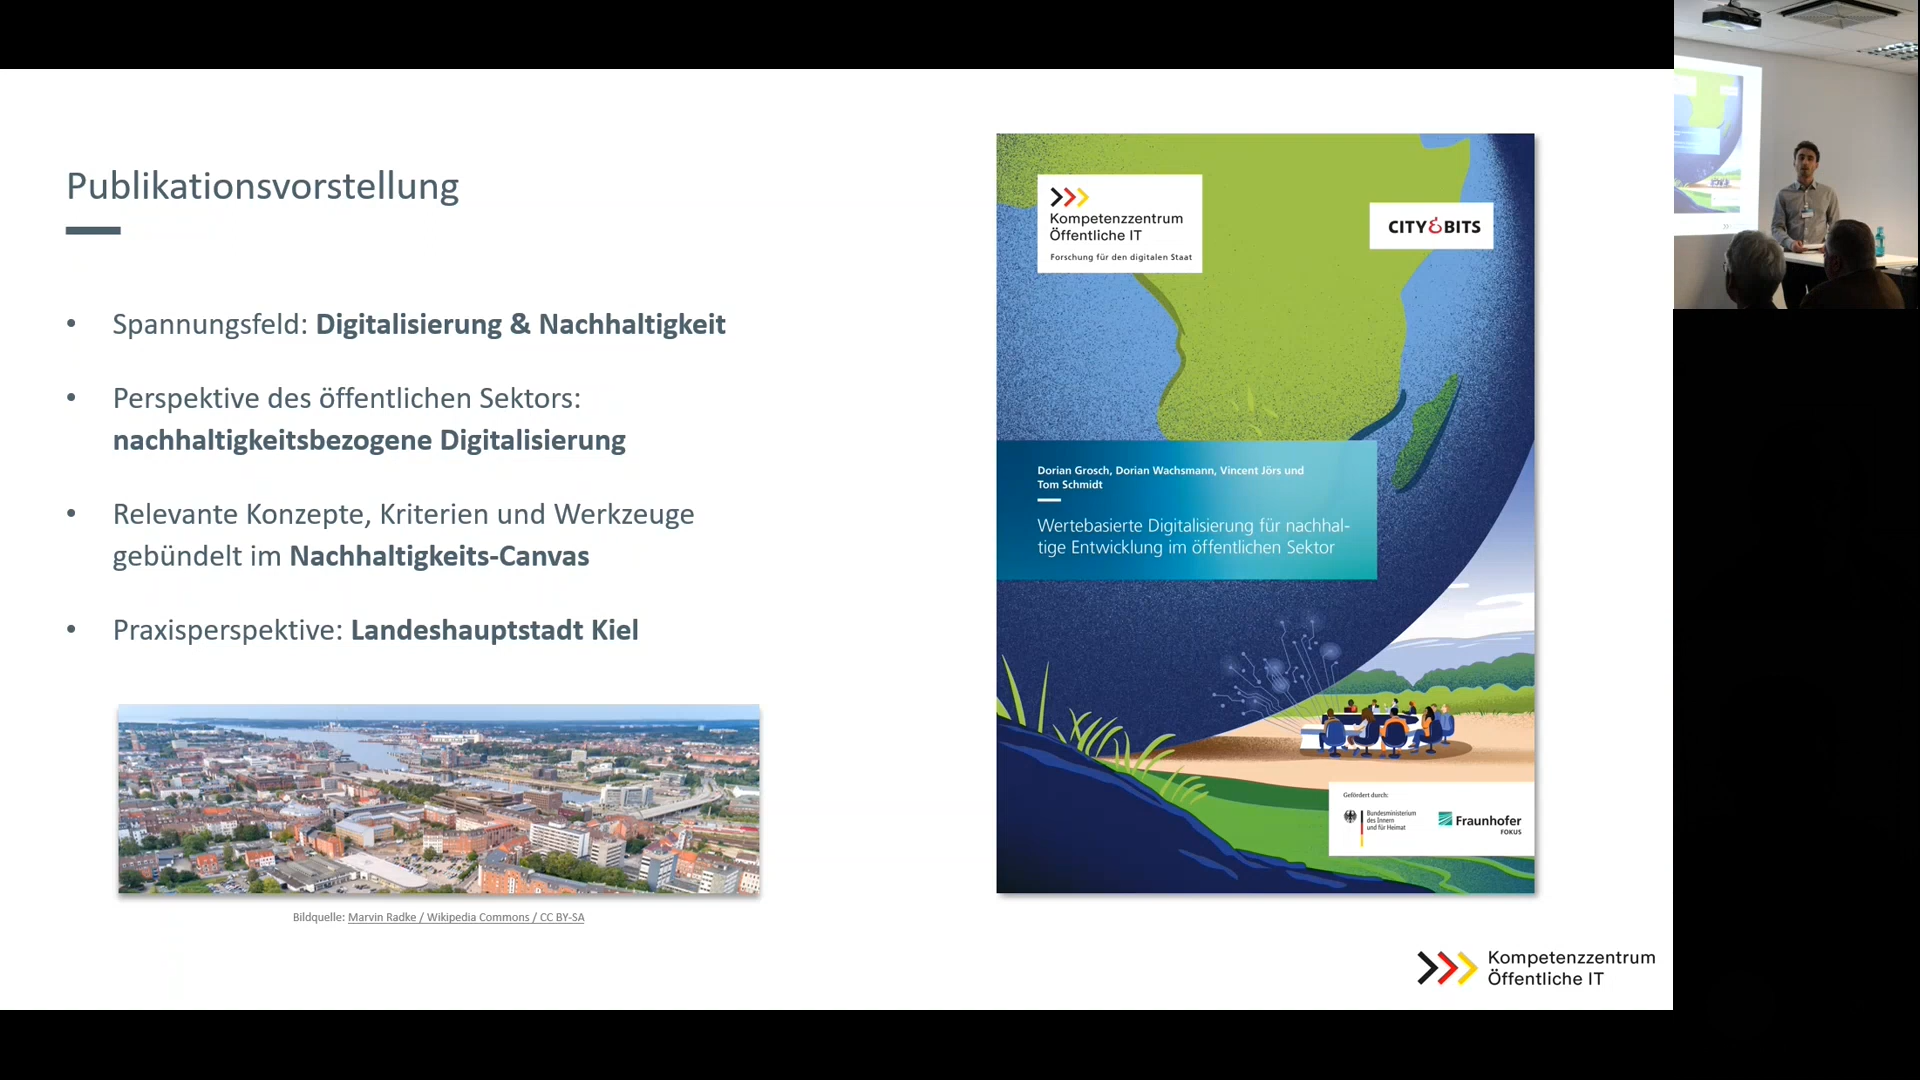 Publikationsvorstellung
• Spannungsfeld: Digitalisierung & Nachhaltigkeit
• Perspektive des öffentlichen Sektors:
nachhaltigkeitsbezogene Digitalisierung
• Relevante Konzepte, Kriterien und Werkzeuge
gebündelt im Nachhaltigkeits-Canvas
• Praxisperspektive: Landeshauptstadt Kiel
Bildquelle: Marvin Radke / Wikipedia Commons / CC BY-SA
Kompetenzzentrum
Öffentliche IT
Forschung für den digitalen Staat
CITY&BITS
Dorian Grosch, Dorian Wachsmann, Vincent Jörs und
Tom Schmidt
Wertebasierte Digitalisierung für nachhal-
tige Entwicklung im öffentlichen Sektor
Gefördert durch:
Bundesministerium
des Innern
und für Heimat
Fraunhofer
FOKUS
Kompetenzzentrum
Öffentliche IT